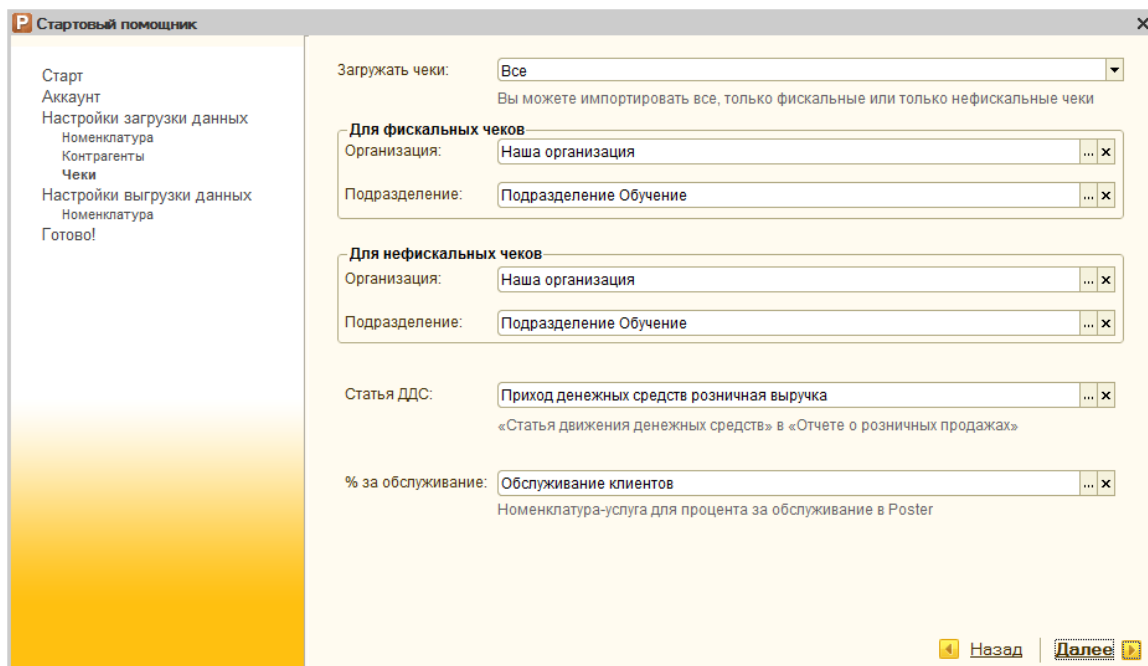 P Стартовый помощник
Старт
Аккаунт
Настройки загрузки данных
Номенклатура
Контрагенты
Чеки
Настройки выгрузки данных
Номенклатура
Готово!
Загружать чеки: Все
Вы можете импортировать все, только фискальные или только нефискальные чеки
Для фискальных чеков
Организация: Наша организация ...
Подразделение: Подразделение Обучение ...
Для нефискальных чеков
Организация: Наша организация ...
Подразделение: Подразделение Обучение ...
Статья ДДС: Приход денежных средств розничная выручка ...
«Статья движения денежных средств» в «Отчете о розничных продажах»
% за обслуживание: Обслуживание клиентов ...
Номенклатура-услуга для процента за обслуживание в Poster
Назад Далее